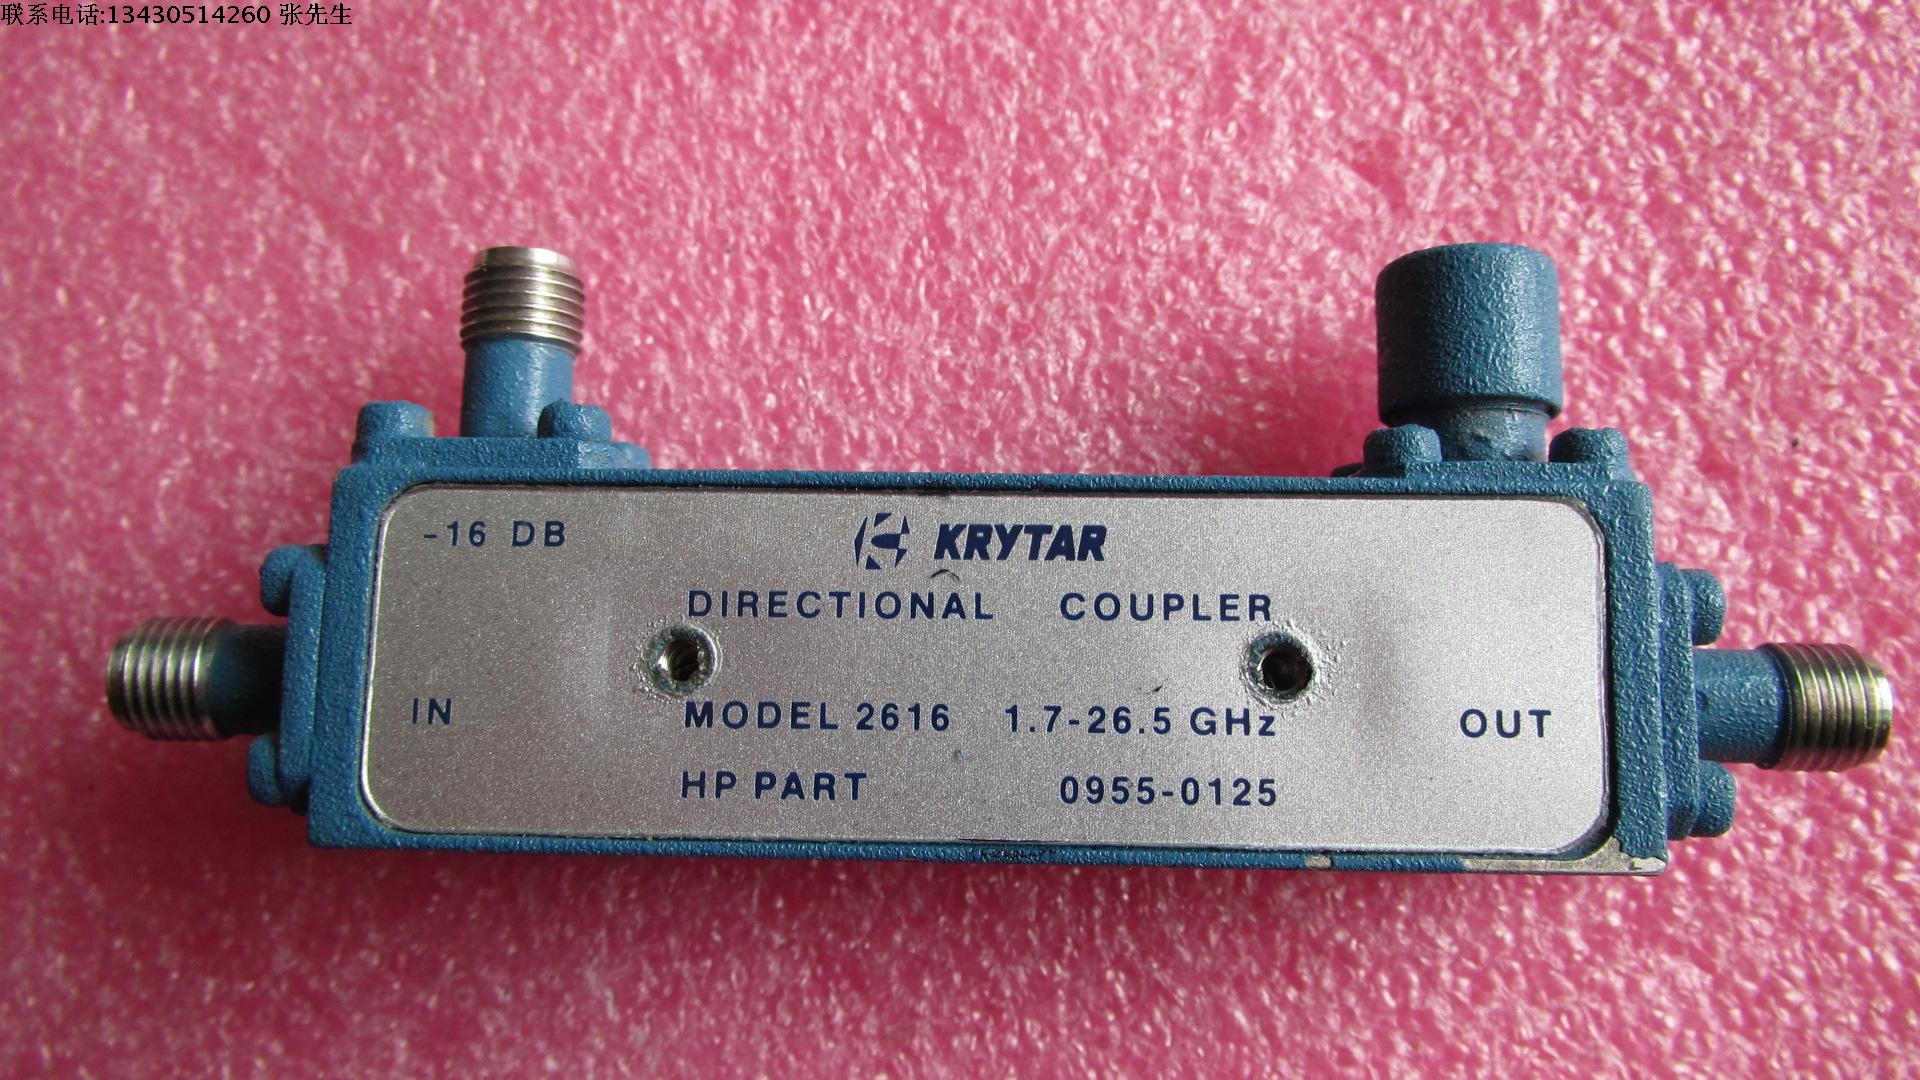 联系电话:13430514260 张先生
-16 DB
KRYTAR
DIRECTIONAL COUPLER
IN
MODEL 2616 1.7-26.5 GHz
OUT
HP PART 0955-0125